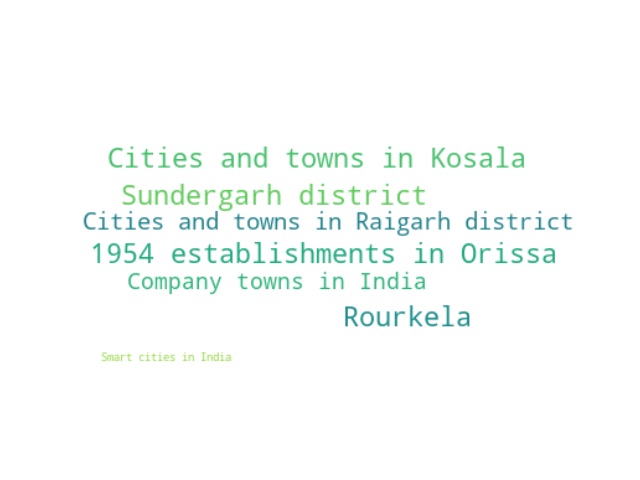 Cities and towns in Kosala
Sundergarh district
Cities and towns in Raigarh district
1954 establishments in Orissa
Company towns in India
Rourkela
Smart cities in India